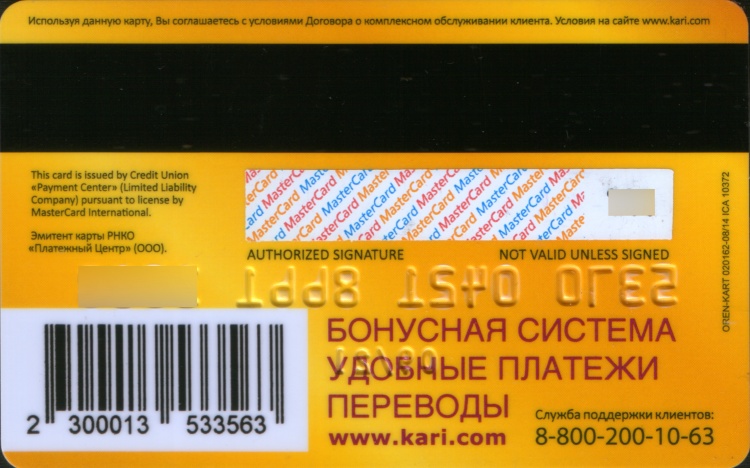 Используя данную карту, Вы соглашаетесь с условиями Договора о комплексном обслуживании клиента. Условия на сайте www.kari.com
This card is issued by Credit Union
«Payment Center» (Limited Liability
Company) pursuant to license by
MasterCard International.
Эмитент карты РНКО
«Платежный Центр» (ООО).
MasterCard MasterCard MasterCard
AUTHORIZED SIGNATURE NOT VALID UNLESS SIGNED
OREN-KART 020162-08/14 ICA 10372
БОНУСНАЯ СИСТЕМА
УДОБНЫЕ ПЛАТЕЖИ
ПЕРЕВОДЫ
www.kari.com
Служба поддержки клиентов:
8-800-200-10-63
2 300013 533563